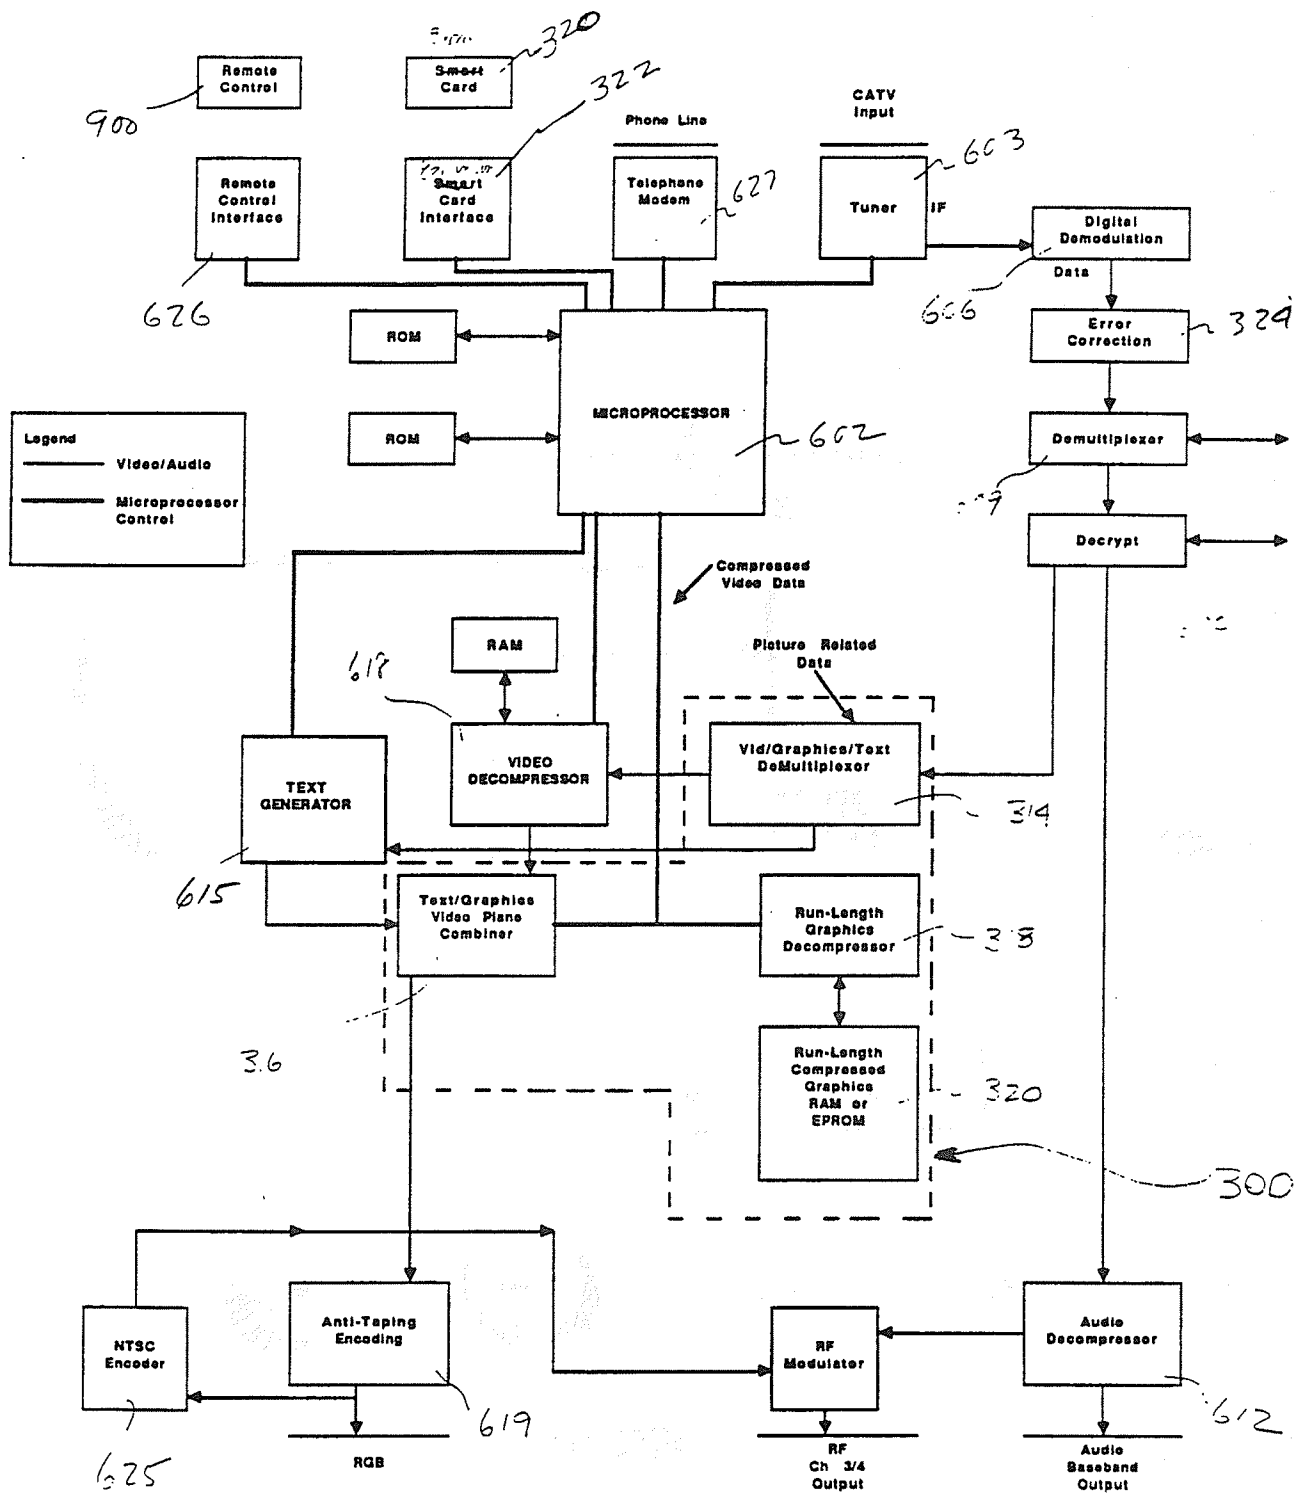 320
Remote
Control
Smart
Card
322
900
Phone Line
CATV
Input
603
Remote
Control
Interface
Smart
Card
Interface
Telephone
Modem
627
Tuner
IF
Digital
Demodulation
626
Data
606
ROM
Error
Correction
324
MICROPROCESSOR
602
ROM
Demultiplexer
Legend
Video/Audio
Microprocessor
Control
Decrypt
Compressed
Video Data
RAM
Picture Related
Data
618
VIDEO
DECOMPRESSOR
Vid/Graphics/Text
DeMultiplexor
314
TEXT
GENERATOR
615
Text/Graphics
Video Plane
Combiner
Run-Length
Graphics
Decompressor
Run-Length
Compressed
Graphics
RAM or
EPROM
320
300
NTSC
Encoder
Anti-Taping
Encoding
RF
Modulator
Audio
Decompressor
625
619
612
RGB
RF
Ch 3/4
Output
Audio
Baseband
Output